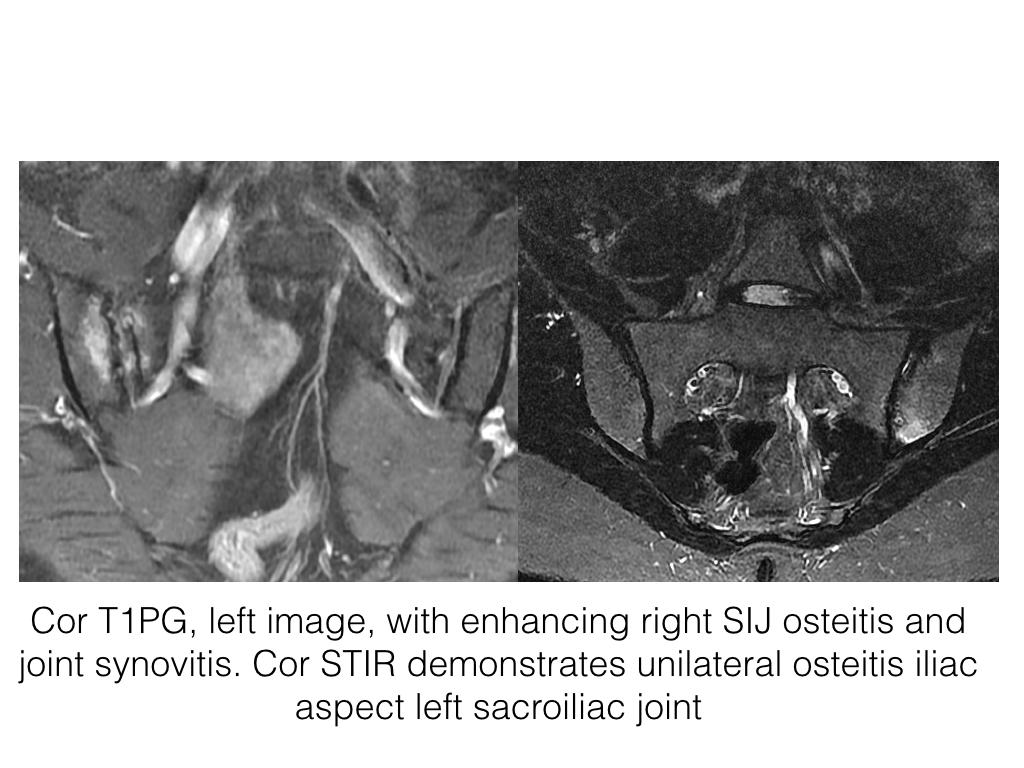 Cor T1PG, left image, with enhancing right SIJ osteitis and
joint synovitis. Cor STIR demonstrates unilateral osteitis iliac
aspect left sacroiliac joint